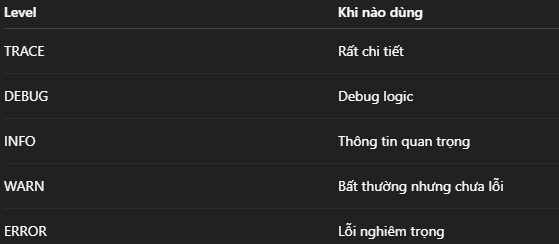 Level Khi nào dùng
TRACE Rất chi tiết
DEBUG Debug logic
INFO Thông tin quan trọng
WARN Bất thường nhưng chưa lỗi
ERROR Lỗi nghiêm trọng